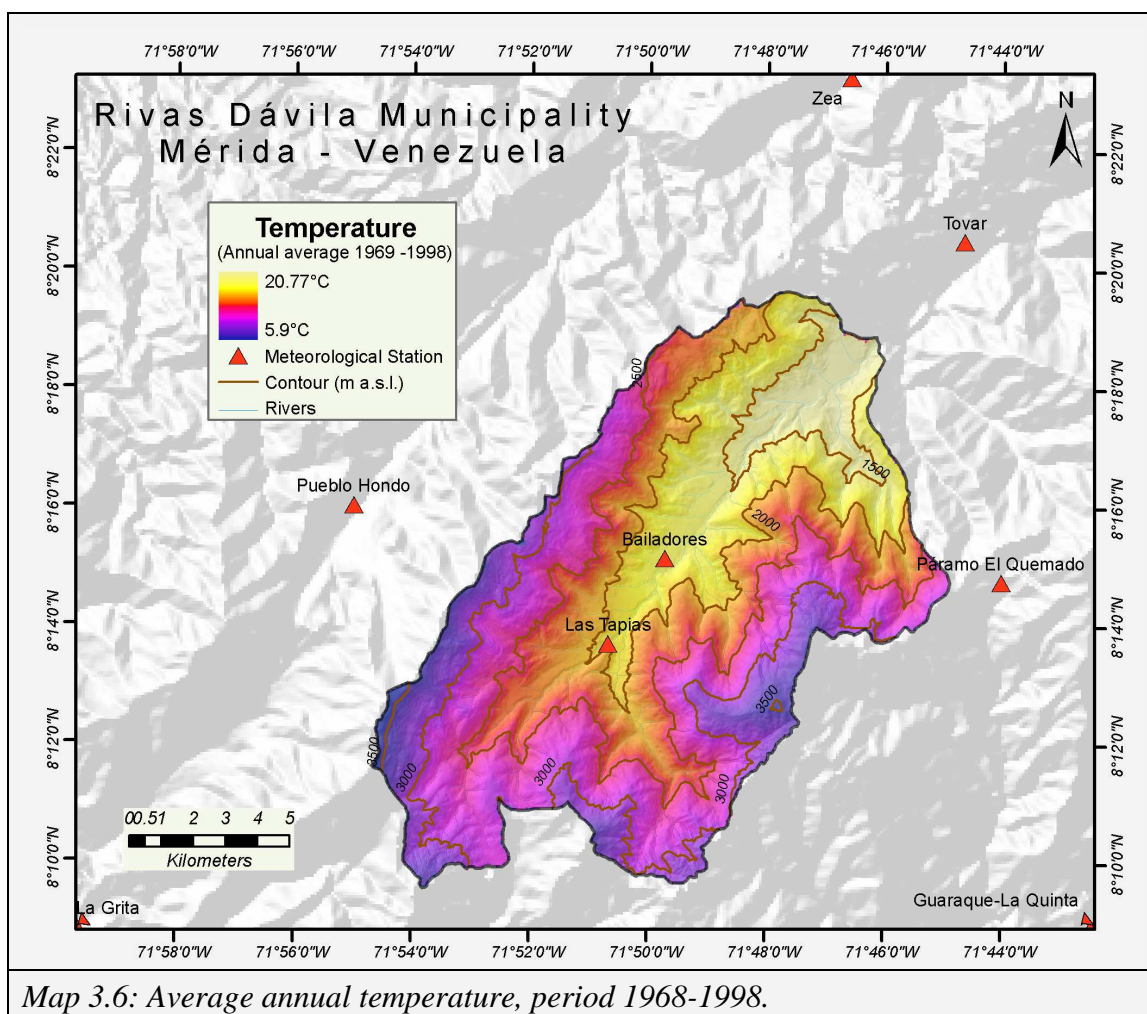 71°58'0"W 71°56'0"W 71°54'0"W 71°52'0"W 71°50'0"W 71°48'0"W 71°46'0"W 71°44'0"W
Rivas Dávila Municipality
Mérida - Venezuela
Zea
N
8°22'0"N
8°22'0"N
Temperature
(Annual average 1969 -1998)
20.77°C
5.9°C
Meteorological Station
Contour (m a.s.l.)
Rivers
Tovar
8°20'0"N
8°20'0"N
2500
8°18'0"N
8°18'0"N
1500
Pueblo Hondo
8°16'0"N
8°16'0"N
2000
Bailadores
Páramo El Quemado
Las Tapias
8°14'0"N
8°14'0"N
3500
8°12'0"N
8°12'0"N
3500
3000
3000
3000
00.51 2 3 4 5
Kilometers
8°10'0"N
8°10'0"N
La Grita
Guaraque-La Quinta
71°58'0"W 71°56'0"W 71°54'0"W 71°52'0"W 71°50'0"W 71°48'0"W 71°46'0"W 71°44'0"W
Map 3.6: Average annual temperature, period 1968-1998.